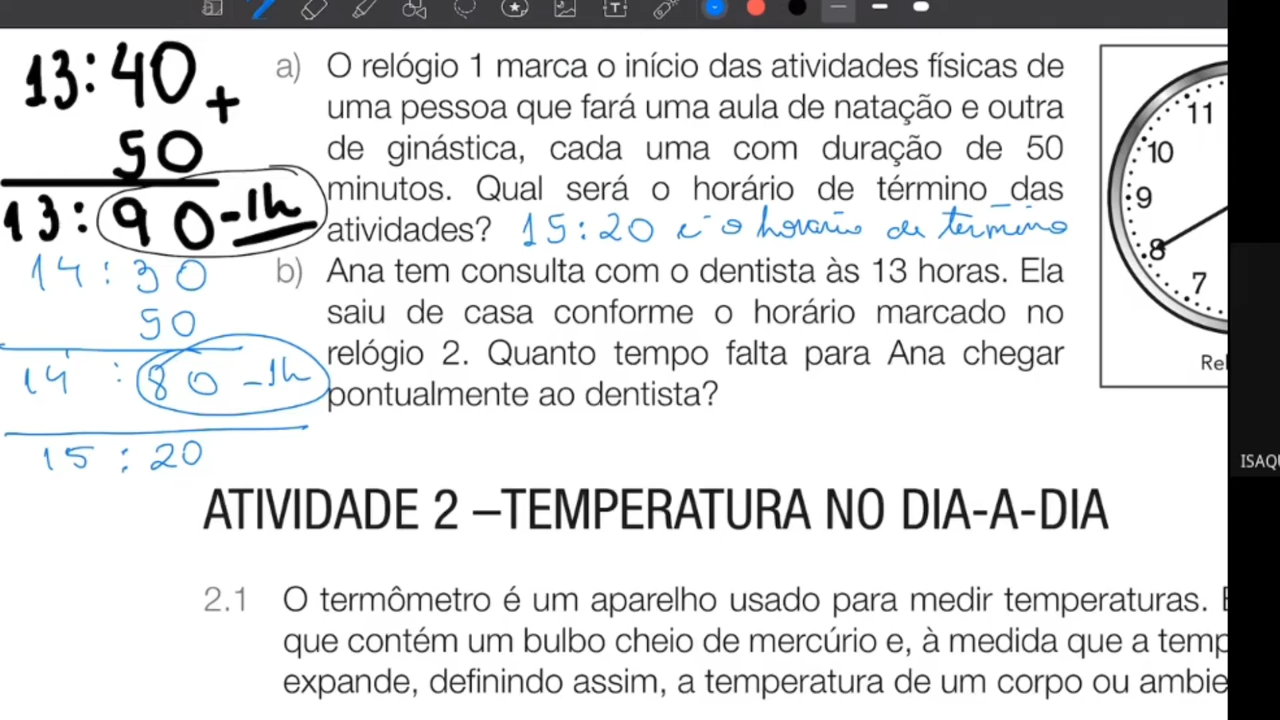 13:40 +
50
13:90 -1h
14:30
50
14:80 -1h
15:20
a) O relógio 1 marca o início das atividades físicas de
uma pessoa que fará uma aula de natação e outra
de ginástica, cada uma com duração de 50
minutos. Qual será o horário de término das
atividades? 15:20 é o horário de término
b) Ana tem consulta com o dentista às 13 horas. Ela
saiu de casa conforme o horário marcado no
relógio 2. Quanto tempo falta para Ana chegar
pontualmente ao dentista?
11
10
9
8
7
Rel
ISAQU
ATIVIDADE 2 –TEMPERATURA NO DIA-A-DIA
2.1 O termômetro é um aparelho usado para medir temperaturas.
que contém um bulbo cheio de mercúrio e, à medida que a temp
expande, definindo assim, a temperatura de um corpo ou ambie